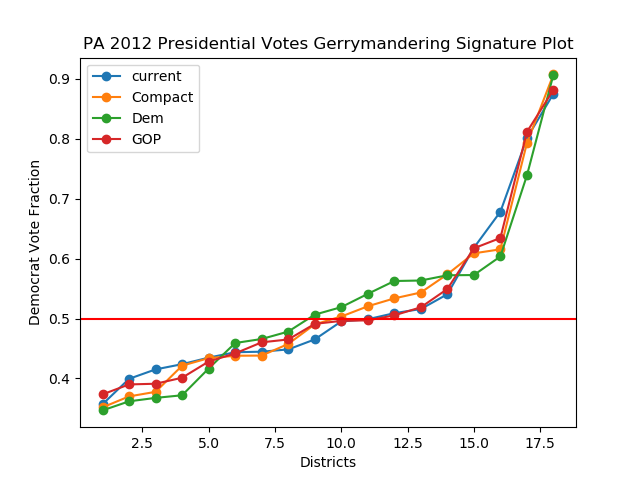 PA 2012 Presidential Votes Gerrymandering Signature Plot
current
Compact
Dem
GOP
0.9
0.8
0.7
0.6
0.5
0.4
Democrat Vote Fraction
2.5 5.0 7.5 10.0 12.5 15.0 17.5
Districts